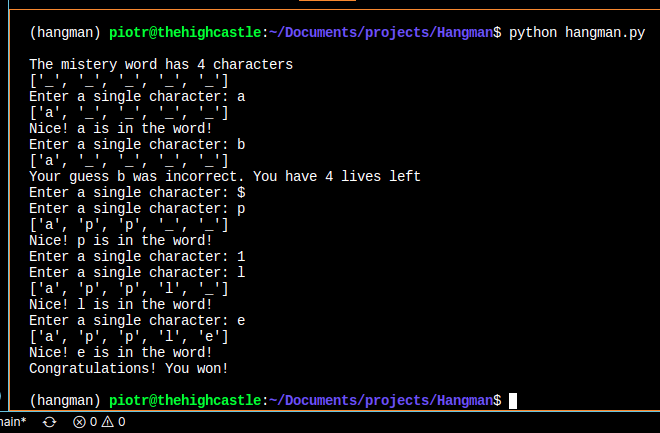 (hangman) piotr@thehighcastle:~/Documents/projects/Hangman$ python hangman.py
The mistery word has 4 characters
['_', '_', '_', '_', '_']
Enter a single character: a
['a', '_', '_', '_', '_']
Nice! a is in the word!
Enter a single character: b
['a', '_', '_', '_', '_']
Your guess b was incorrect. You have 4 lives left
Enter a single character: $
Enter a single character: p
['a', 'p', 'p', '_', '_']
Nice! p is in the word!
Enter a single character: 1
Enter a single character: l
['a', 'p', 'p', 'l', '_']
Nice! l is in the word!
Enter a single character: e
['a', 'p', 'p', 'l', 'e']
Nice! e is in the word!
Congratulations! You won!
(hangman) piotr@thehighcastle:~/Documents/projects/Hangman$
ain* 0 0